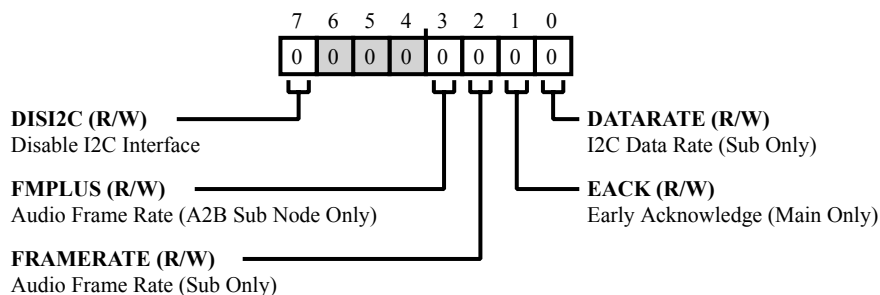 7 6 5 4 3 2 1 0
0 0 0 0 0 0 0 0
DISI2C (R/W)
Disable I2C Interface
FMPLUS (R/W)
Audio Frame Rate (A2B Sub Node Only)
FRAMERATE (R/W)
Audio Frame Rate (Sub Only)
DATARATE (R/W)
I2C Data Rate (Sub Only)
EACK (R/W)
Early Acknowledge (Main Only)